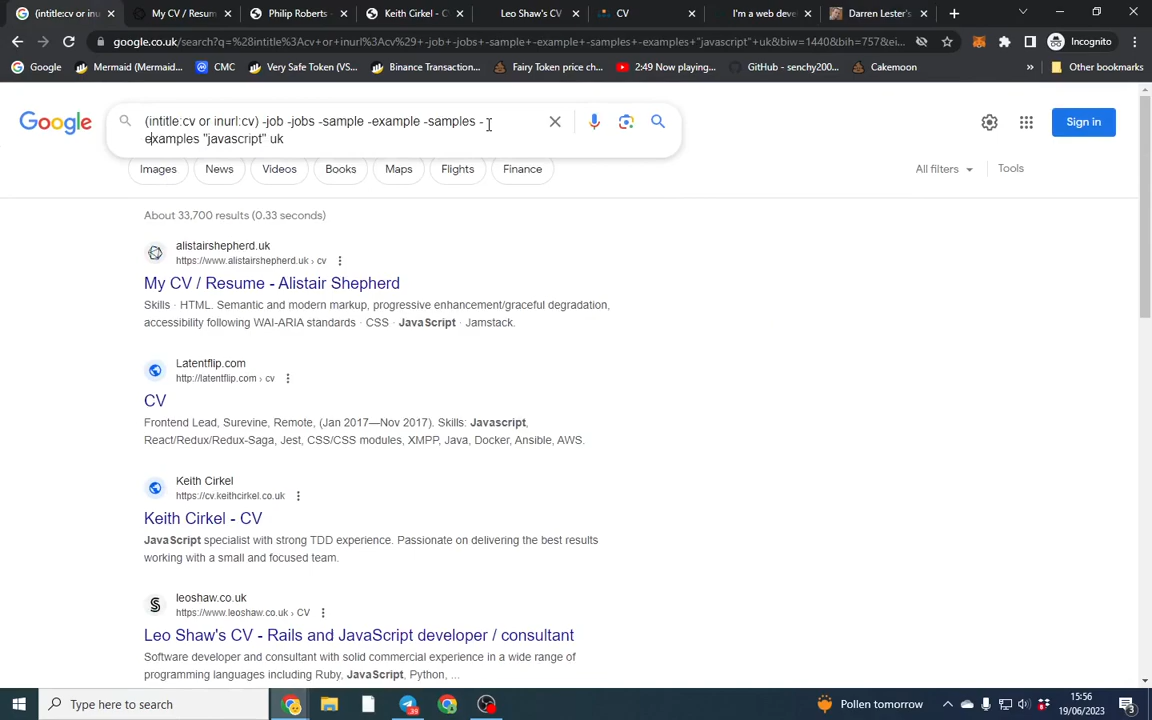 (intitle:cv or inu
My CV / Resum
Philip Roberts -
Keith Cirkel - C
Leo Shaw's CV
CV
I'm a web deve
Darren Lester's
Incognito
google.co.uk/search?q=%28intitle%3Acv+or+inurl%3Acv%29+-job+-jobs+-sample+-example+-samples+-examples+"javascript"+uk&biw=1440&bih=757&ei...
Google
Mermaid (Mermaid...
CMC
Very Safe Token (VS...
Binance Transaction...
Fairy Token price ch...
2:49 Now playing...
GitHub - senchy200...
Cakemoon
»
Other bookmarks
Google
(intitle:cv or inurl:cv) -job -jobs -sample -example -samples -
examples "javascript" uk
Sign in
Images
News
Videos
Books
Maps
Flights
Finance
All filters
Tools
About 33,700 results (0.33 seconds)
alistairshepherd.uk
https://www.alistairshepherd.uk › cv
My CV / Resume - Alistair Shepherd
Skills · HTML. Semantic and modern markup, progressive enhancement/graceful degradation,
accessibility following WAI-ARIA standards · CSS · JavaScript · Jamstack.
Latentflip.com
http://latentflip.com › cv
CV
Frontend Lead, Surevine, Remote, (Jan 2017—Nov 2017). Skills: Javascript,
React/Redux/Redux-Saga, Jest, CSS/CSS modules, XMPP, Java, Docker, Ansible, AWS.
Keith Cirkel
https://cv.keithcirkel.co.uk
Keith Cirkel - CV
JavaScript specialist with strong TDD experience. Passionate on delivering the best results
working with a small and focused team.
leoshaw.co.uk
https://www.leoshaw.co.uk › CV
Leo Shaw's CV - Rails and JavaScript developer / consultant
Software developer and consultant with solid commercial experience in a wide range of
programming languages including Ruby, JavaScript, Python, ...
Type here to search
39
Pollen tomorrow
15:56
19/06/2023
3